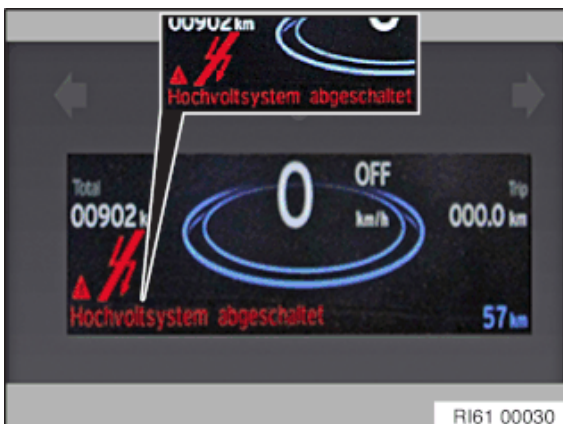 00902 km
Hochvoltsystem abgeschaltet
Total
00902 k
0
OFF
km/h
Trip
000.0 km
Hochvoltsystem abgeschaltet
57 km
RI61 00030